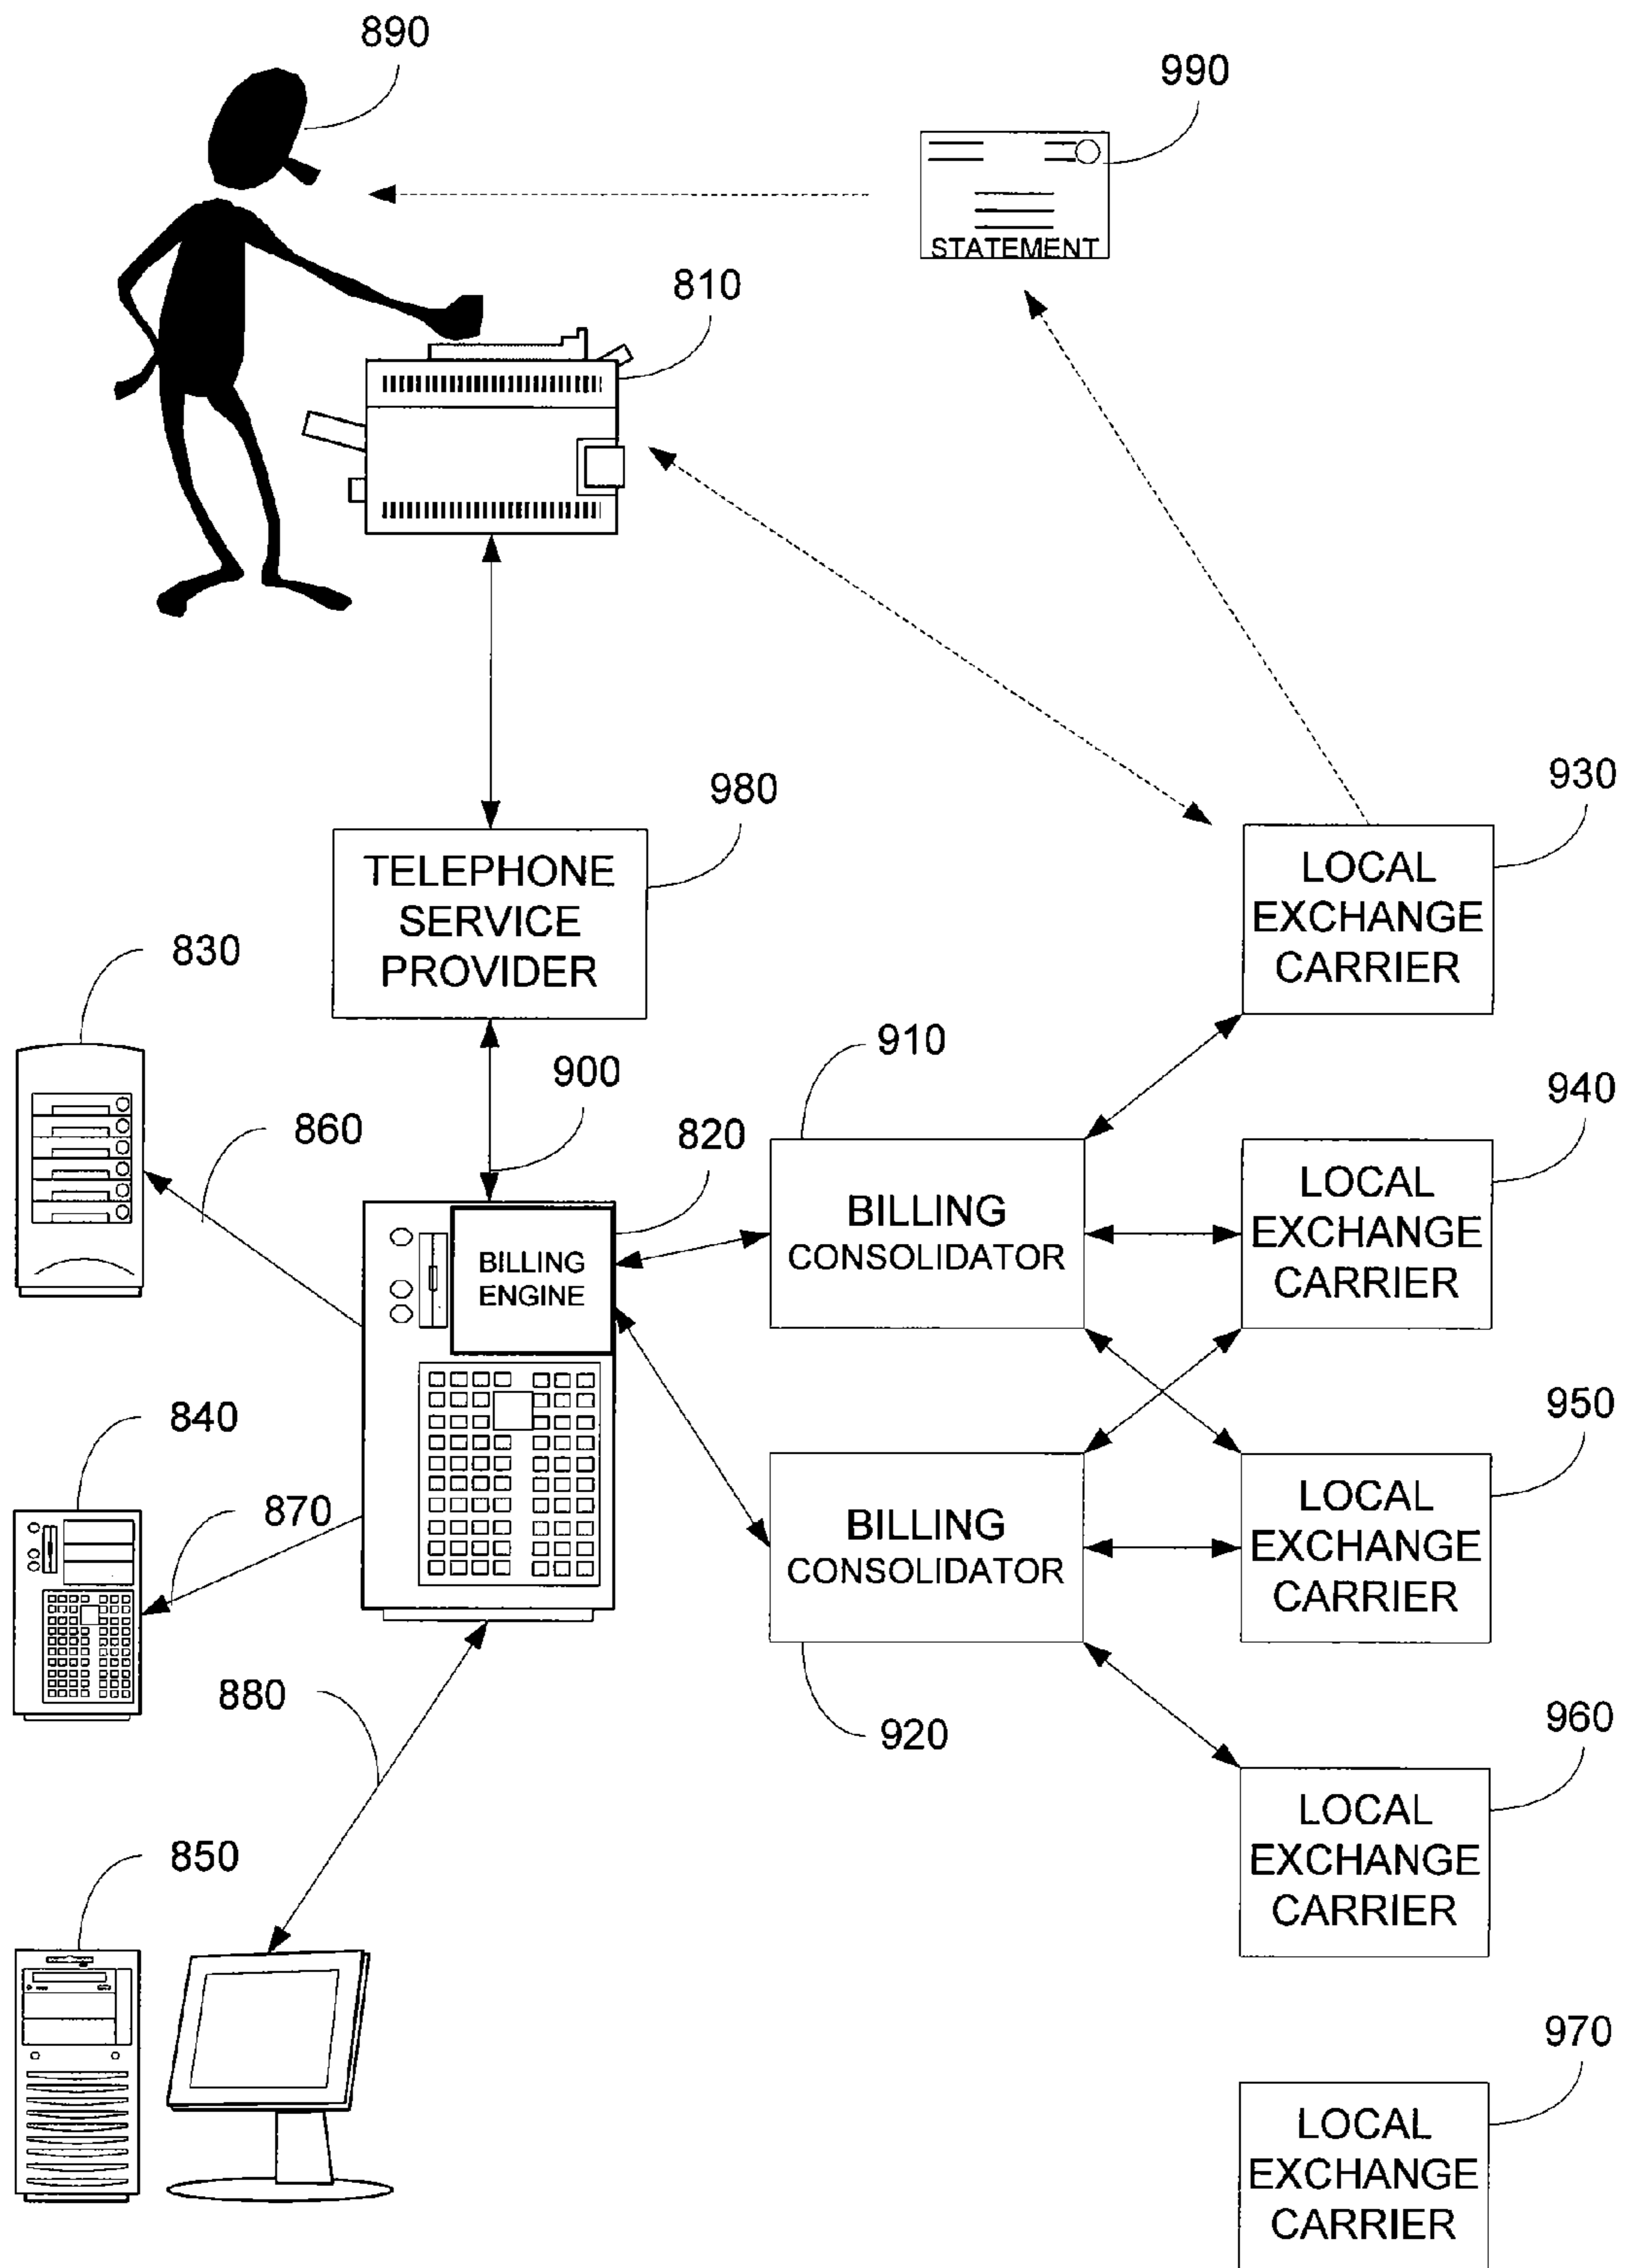 890
990
STATEMENT
810
980
930
TELEPHONE
SERVICE
PROVIDER
LOCAL
EXCHANGE
CARRIER
830
910
900
940
860
820
BILLING
CONSOLIDATOR
LOCAL
EXCHANGE
CARRIER
BILLING
ENGINE
840
950
870
BILLING
CONSOLIDATOR
LOCAL
EXCHANGE
CARRIER
880
920
960
LOCAL
EXCHANGE
CARRIER
850
970
LOCAL
EXCHANGE
CARRIER